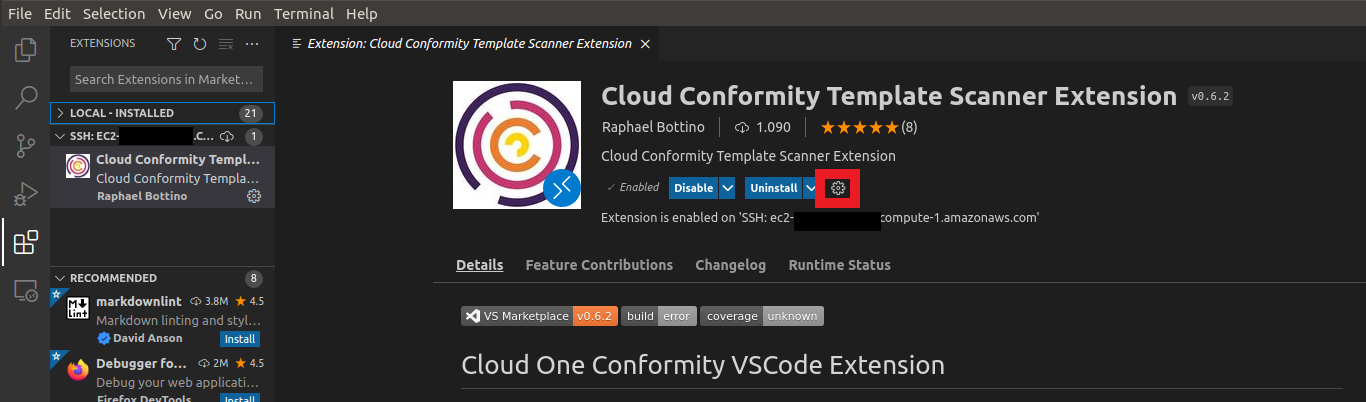 File Edit Selection View Go Run Terminal Help
EXTENSIONS
Extension: Cloud Conformity Template Scanner Extension
Search Extensions in Market…
LOCAL - INSTALLED 21
SSH: EC2- .C… 1
Cloud Conformity Templ…
Cloud Conformity Templa…
Raphael Bottino
RECOMMENDED 8
markdownlint 3.8M 4.5
Markdown linting and styl…
David Anson Install
Debugger fo… 2M 4.5
Debug your web applicati…
Firefox DevTools Install
Cloud Conformity Template Scanner Extension v0.6.2
Raphael Bottino 1.090 (8)
Cloud Conformity Template Scanner Extension
Enabled Disable Uninstall
Extension is enabled on 'SSH: ec2- compute-1.amazonaws.com'
Details Feature Contributions Changelog Runtime Status
VS Marketplace v0.6.2 build error coverage unknown
Cloud One Conformity VSCode Extension
M
Lint